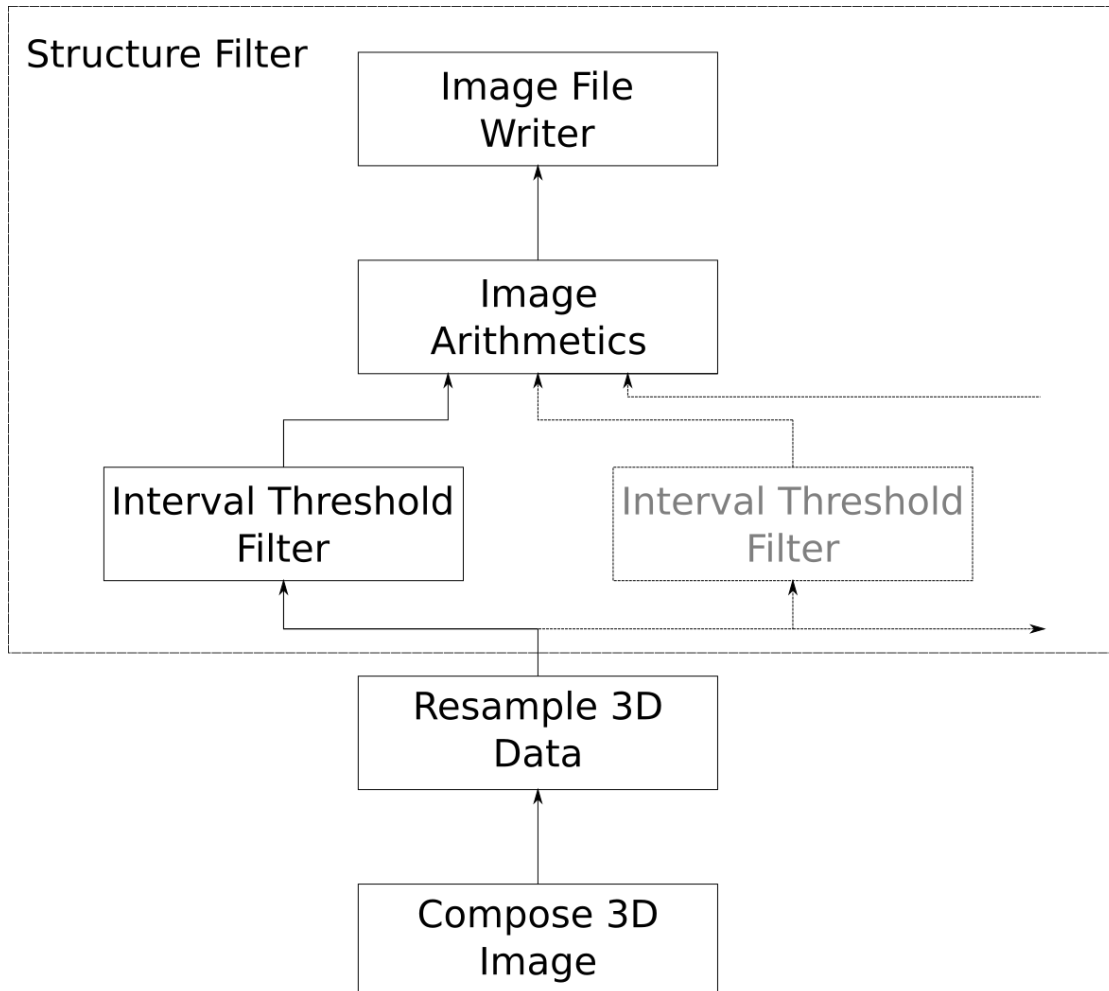 Structure Filter
Image File
Writer
Image
Arithmetics
Interval Threshold
Filter
Interval Threshold
Filter
Resample 3D
Data
Compose 3D
Image